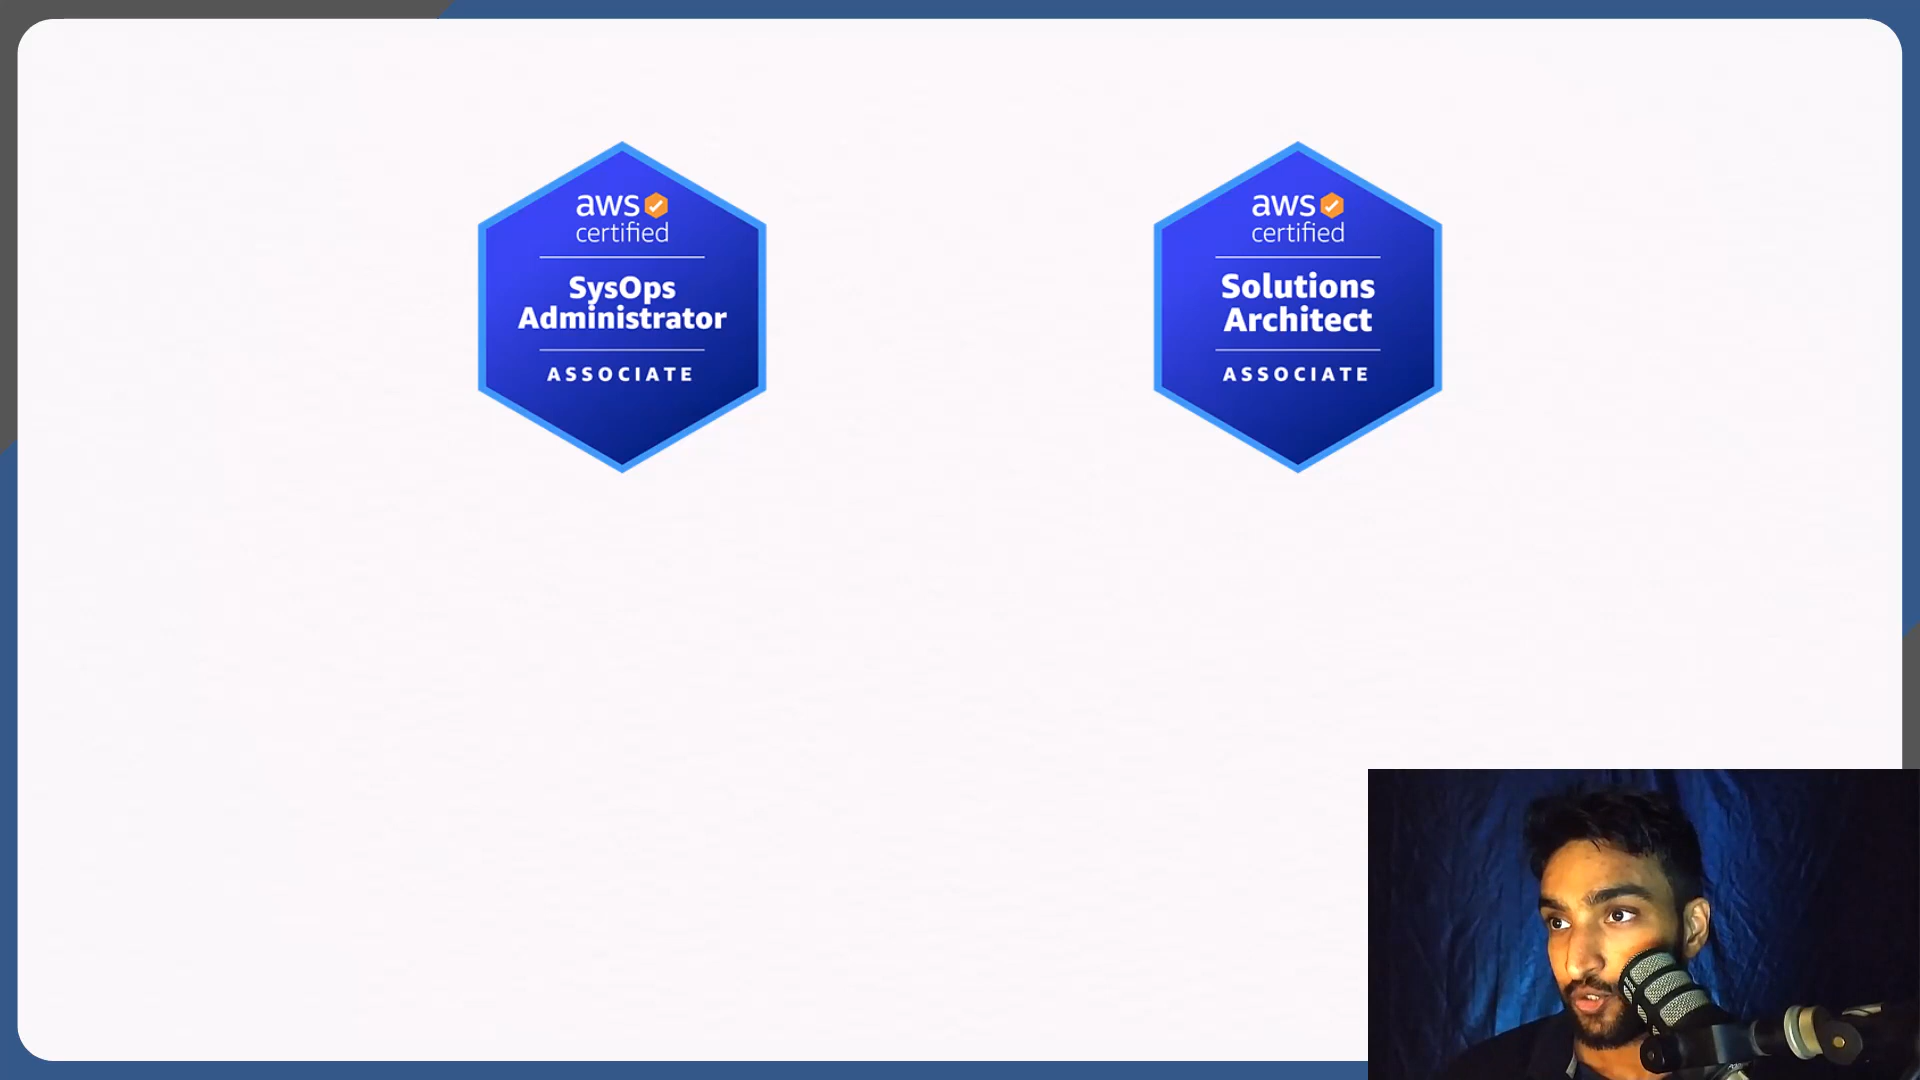 aws
certified
SysOps
Administrator
ASSOCIATE
aws
certified
Solutions
Architect
ASSOCIATE